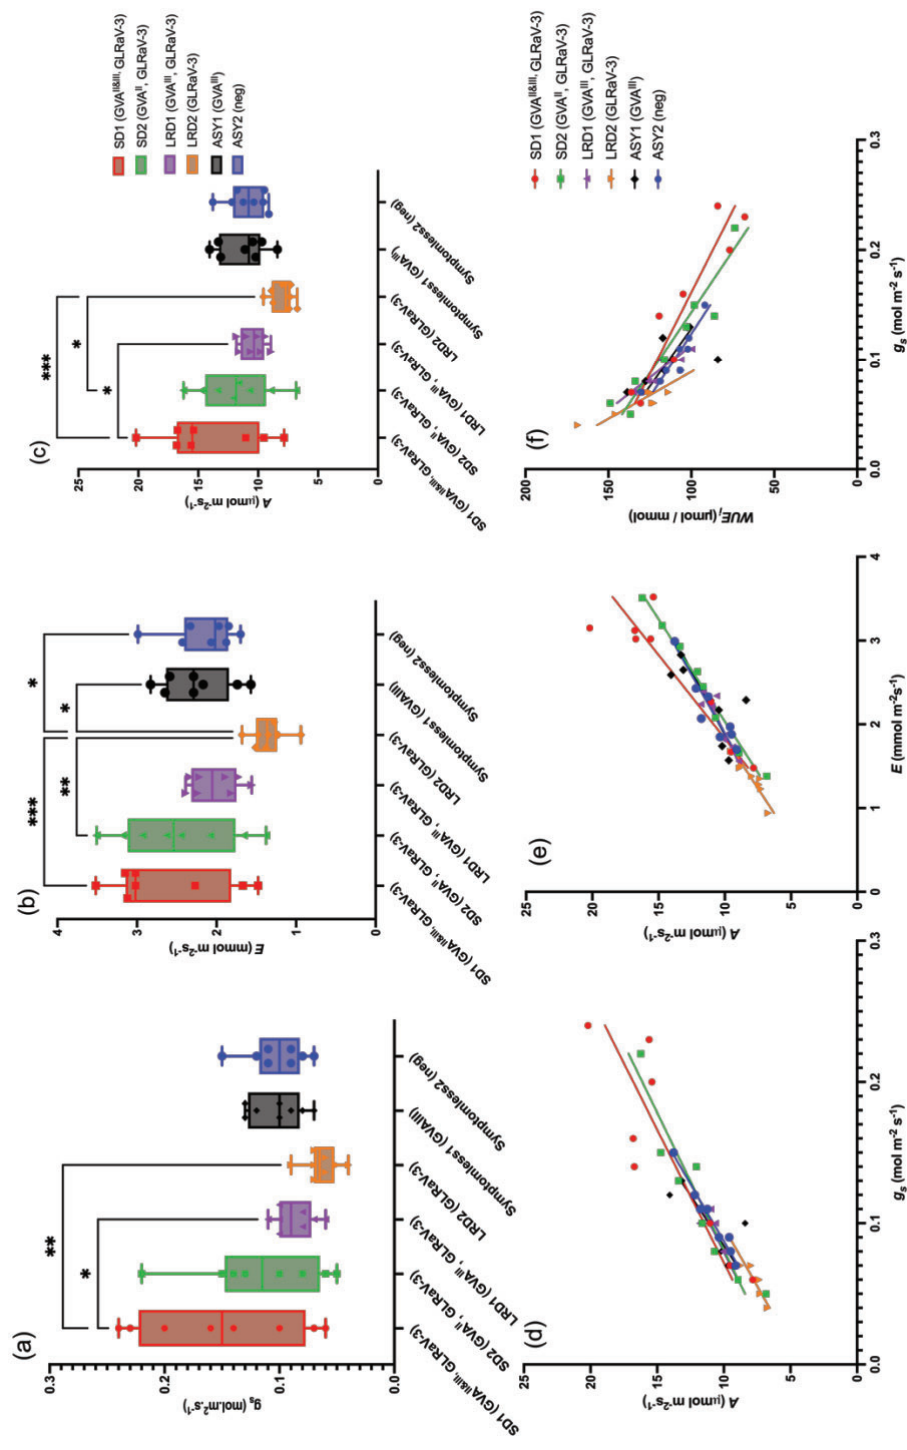 (a)
gs (mol.m-2.s-1)
0.3
0.2
0.1
0.0
**
*
SD1 (GVAII&III, GLRaV-3)
SD2 (GVAII, GLRaV-3)
LRD1 (GVAIII, GLRaV-3)
LRD2 (GLRaV-3)
Symptomless1 (GVAIII)
Symptomless2 (neg)
(b)
E (mmol m-2s-1)
4
3
2
1
0
***
**
*
*
SD1 (GVAII&III, GLRaV-3)
SD2 (GVAII, GLRaV-3)
LRD1 (GVAIII, GLRaV-3)
LRD2 (GLRaV-3)
Symptomless1 (GVAIII)
Symptomless2 (neg)
(c)
A (μmol m-2s-1)
25
20
15
10
5
0
***
*
*
SD1 (GVAII&III, GLRaV-3)
SD2 (GVAII, GLRaV-3)
LRD1 (GVAIII, GLRaV-3)
LRD2 (GLRaV-3)
Symptomless1 (GVAIII)
Symptomless2 (neg)
SD1 (GVAII&III, GLRaV-3)
SD2 (GVAII, GLRaV-3)
LRD1 (GVAIII, GLRaV-3)
LRD2 (GLRaV-3)
ASY1 (GVAIII)
ASY2 (neg)
(d)
A (μmol m-2s-1)
25
20
15
10
5
0.0
0.1
0.2
0.3
gs (mol m-2 s-1)
(e)
A (μmol m-2s-1)
25
20
15
10
5
0
1
2
3
4
E (mmol m-2s-1)
(f)
WUEi (μmol / mmol)
200
150
100
50
0.0
0.1
0.2
0.3
gs (mol m-2 s-1)
SD1 (GVAII&III, GLRaV-3)
SD2 (GVAII, GLRaV-3)
LRD1 (GVAIII, GLRaV-3)
LRD2 (GLRaV-3)
ASY1 (GVAIII)
ASY2 (neg)